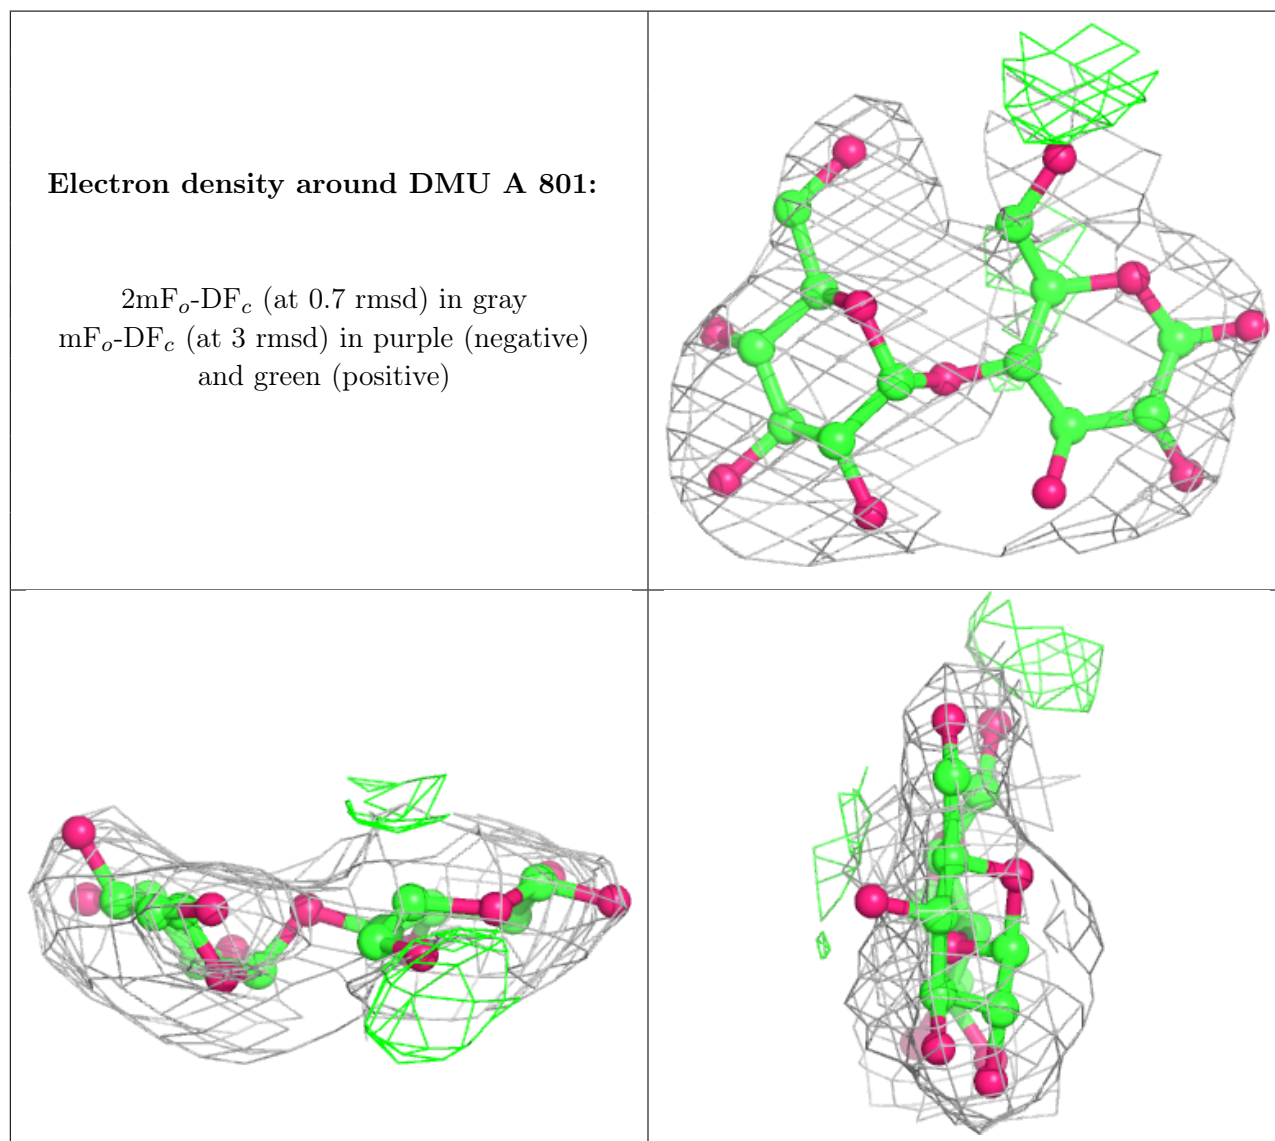 Electron density around DMU A 801:
2mFo-DFc (at 0.7 rmsd) in gray
mFo-DFc (at 3 rmsd) in purple (negative)
and green (positive)